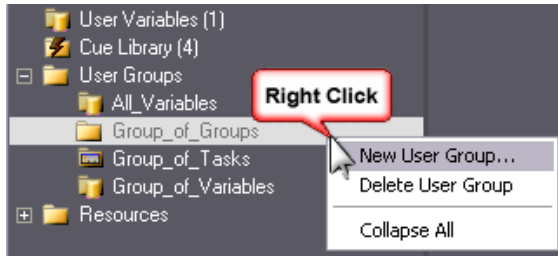 User Variables (1)
Cue Library (4)
User Groups
All_Variables
Right Click
Group_of_Groups
New User Group...
Group_of_Tasks
Delete User Group
Group_of_Variables
Resources
Collapse All